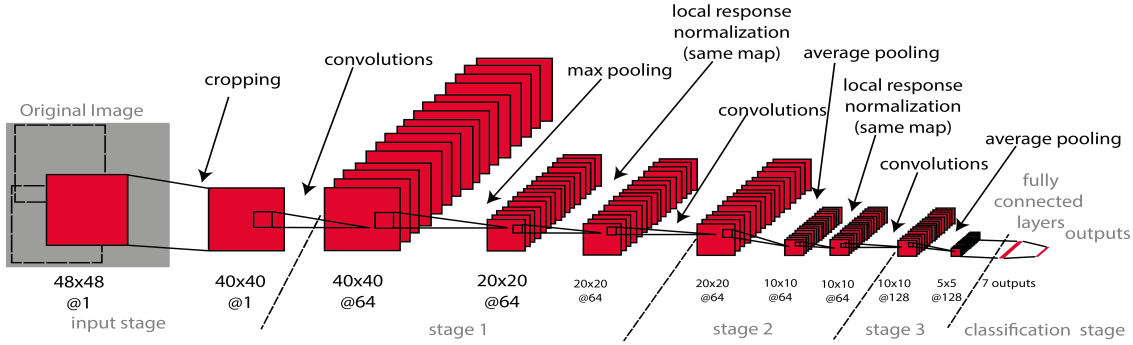 Original Image
cropping
convolutions
max pooling
local response
normalization
(same map)
convolutions
average pooling
local response
normalization
(same map)
convolutions
average pooling
fully
connected
layers
outputs
48x48
@1
40x40
@1
40x40
@64
20x20
@64
20x20
@64
20x20
@64
10x10
@64
10x10
@64
10x10
@128
5x5
@128
7 outputs
input stage
stage 1
stage 2
stage 3
classification stage